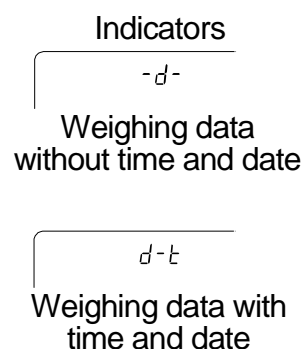 Indicators
-d-
Weighing data
without time and date
d-t
Weighing data with
time and date